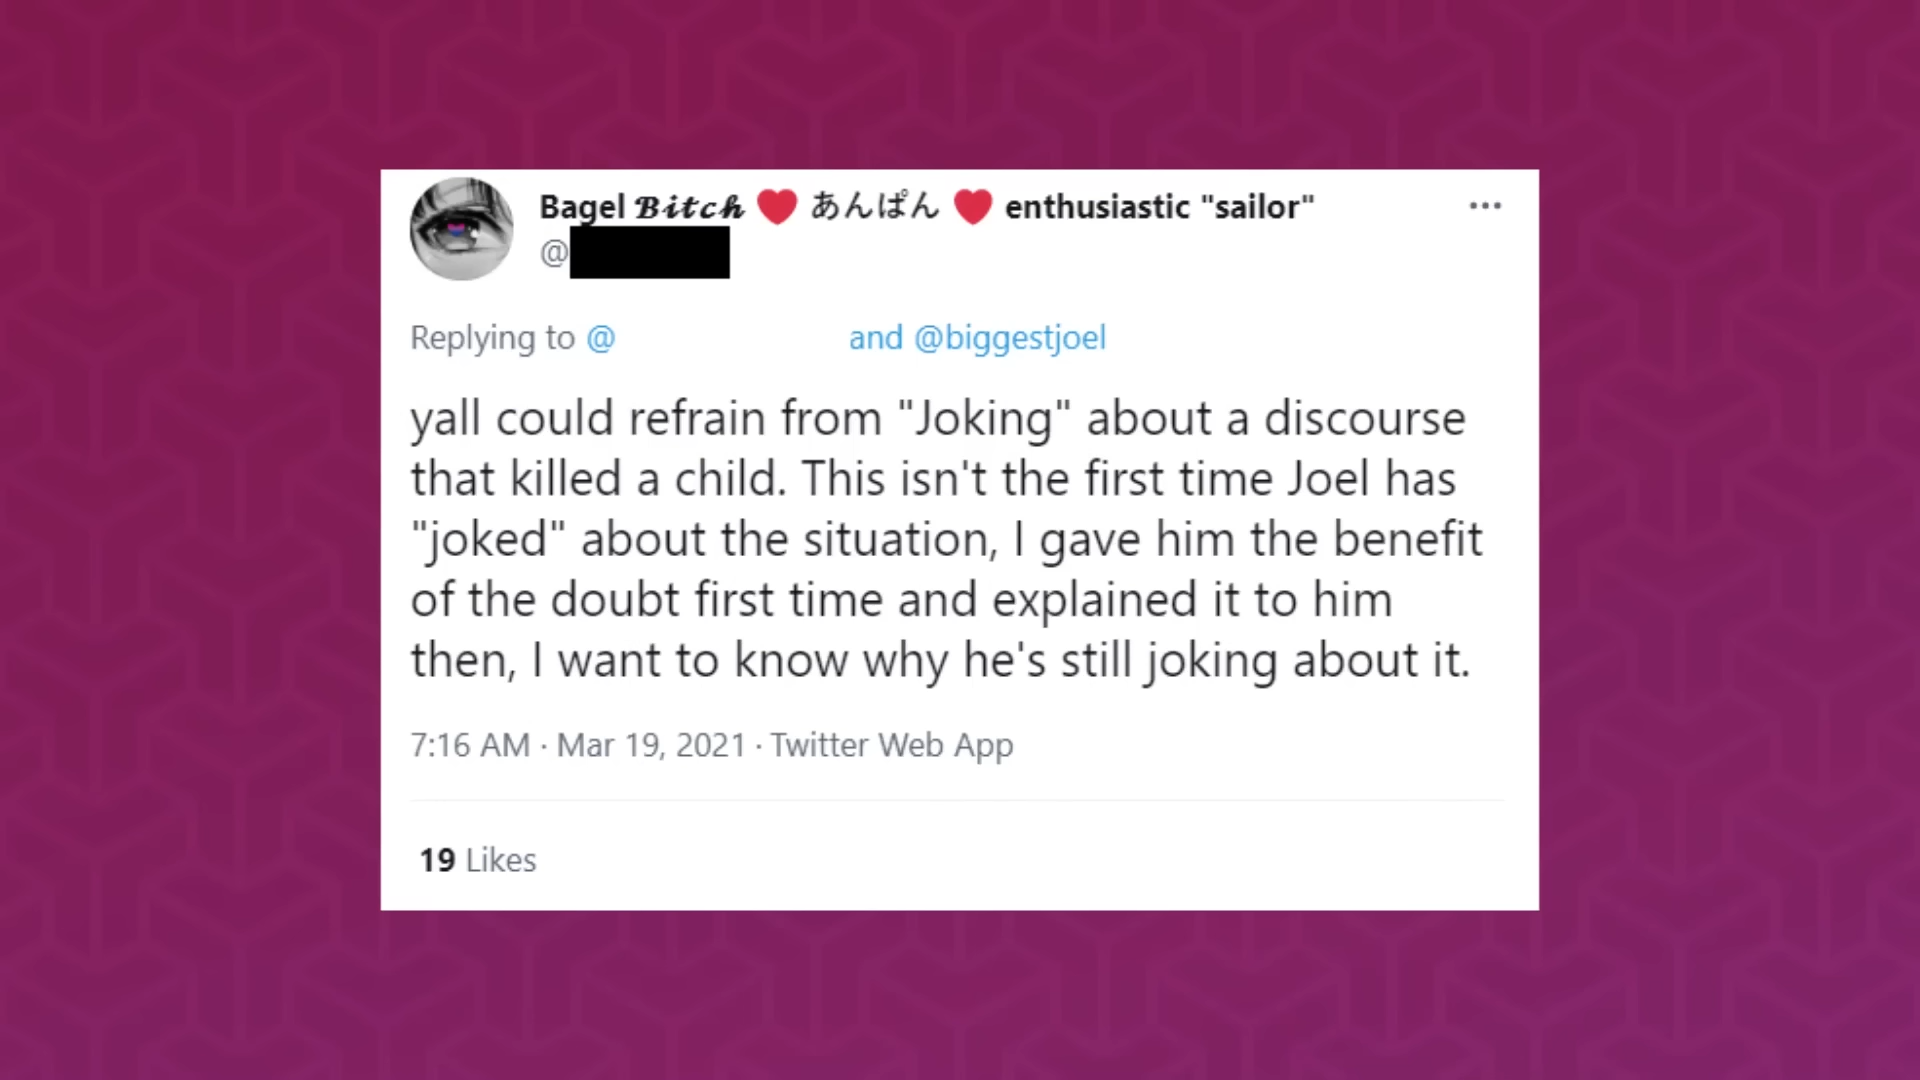 Bagel 𝓑𝓲𝓽𝓬𝓱 ❤️ あんぱん ❤️ enthusiastic "sailor"
@
Replying to @ and @biggestjoel
yall could refrain from "Joking" about a discourse
that killed a child. This isn't the first time Joel has
"joked" about the situation, I gave him the benefit
of the doubt first time and explained it to him
then, I want to know why he's still joking about it.
7:16 AM · Mar 19, 2021 · Twitter Web App
19 Likes